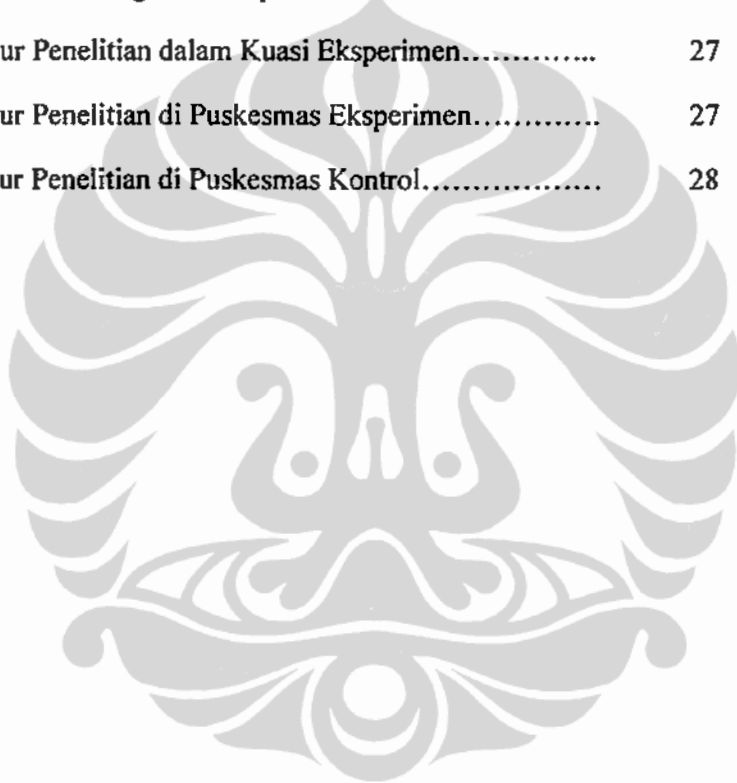 ur Penelitian dalam Kuasi Eksperimen.............. 27
ur Penelitian di Puskesmas Eksperimen............. 27
ur Penelitian di Puskesmas Kontrol.................. 28